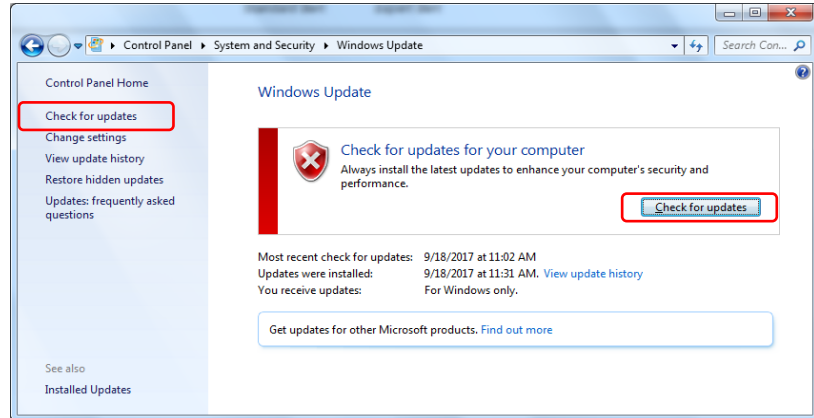 Control Panel ▸ System and Security ▸ Windows Update
Search Con...
Control Panel Home
Check for updates
Change settings
View update history
Restore hidden updates
Updates: frequently asked
questions
See also
Installed Updates
Windows Update
Check for updates for your computer
Always install the latest updates to enhance your computer's security and
performance.
Check for updates
Most recent check for updates: 9/18/2017 at 11:02 AM
Updates were installed: 9/18/2017 at 11:31 AM. View update history
You receive updates: For Windows only.
Get updates for other Microsoft products. Find out more